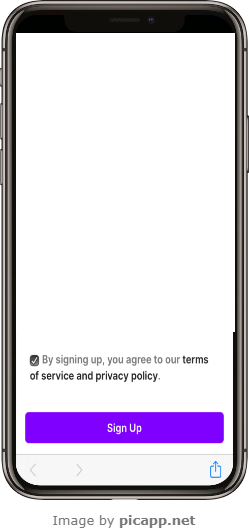 By signing up, you agree to our terms
of service and privacy policy.
Sign Up
Image by picapp.net